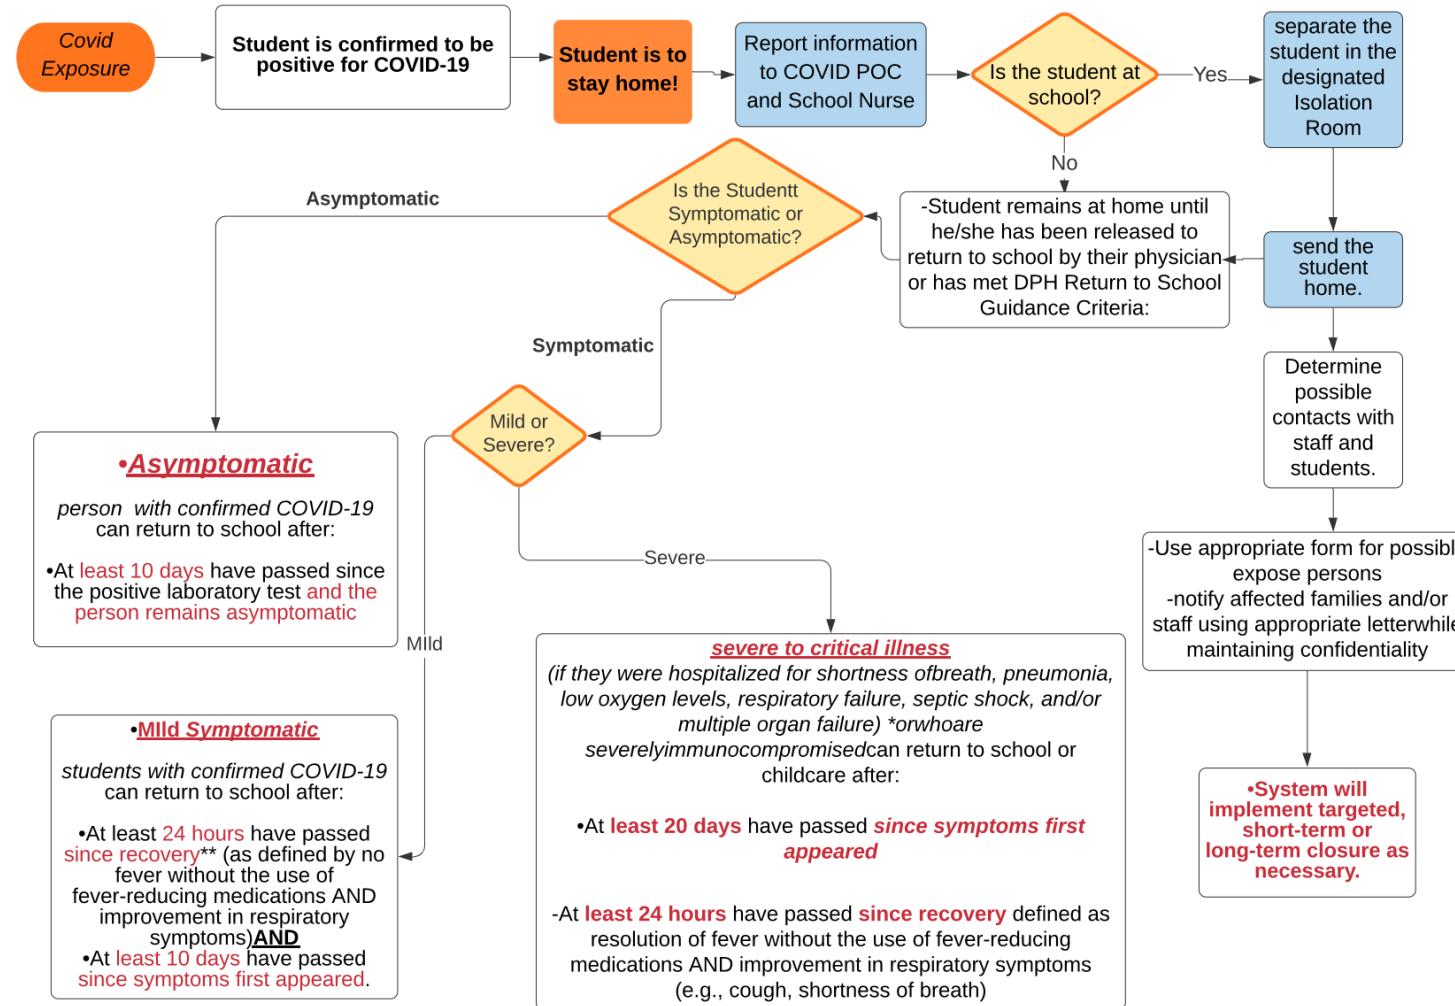 Covid
Exposure
Student is confirmed to be
positive for COVID-19
Student is to
stay home!
Report information
to COVID POC
and School Nurse
Is the student at
school?
Yes
separate the
student in the
designated
Isolation
Room
No
-Student remains at home until
he/she has been released to
return to school by their physician
or has met DPH Return to School
Guidance Criteria:
send the
student
home.
Is the Studentt
Symptomatic or
Asymptomatic?
Asymptomatic
Symptomatic
Mild or
Severe?
Determine
possible
contacts with
staff and
students.
•Asymptomatic
person with confirmed COVID-19
can return to school after:
•At least 10 days have passed since
the positive laboratory test and the
person remains asymptomatic
Severe
MIld
-Use appropriate form for possibl
expose persons
-notify affected families and/or
staff using appropriate letterwhile
maintaining confidentiality
severe to critical illness
(if they were hospitalized for shortness ofbreath, pneumonia,
low oxygen levels, respiratory failure, septic shock, and/or
multiple organ failure) *orwhoare
severelyimmunocompromisedcan return to school or
childcare after:
•At least 20 days have passed since symptoms first
appeared
-At least 24 hours have passed since recovery defined as
resolution of fever without the use of fever-reducing
medications AND improvement in respiratory symptoms
(e.g., cough, shortness of breath)
•MIld Symptomatic
students with confirmed COVID-19
can return to school after:
•At least 24 hours have passed
since recovery** (as defined by no
fever without the use of
fever-reducing medications AND
improvement in respiratory
symptoms)AND
•At least 10 days have passed
since symptoms first appeared.
•System will
implement targeted,
short-term or
long-term closure as
necessary.